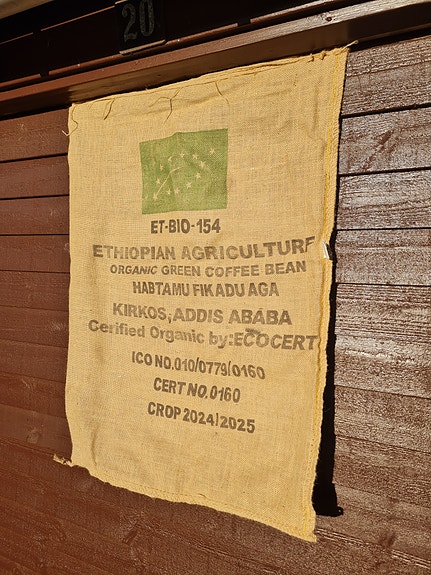 20
ET-BIO-154
ETHIOPIAN AGRICULTURE
ORGANIC GREEN COFFEE BEAN
HABTAMU FIKADU AGA
KIRKOS, ADDIS ABABA
Cerified Organic by:ECOCERT
ICO NO.010/0779/0160
CERT NO.0160
CROP 2024/2025